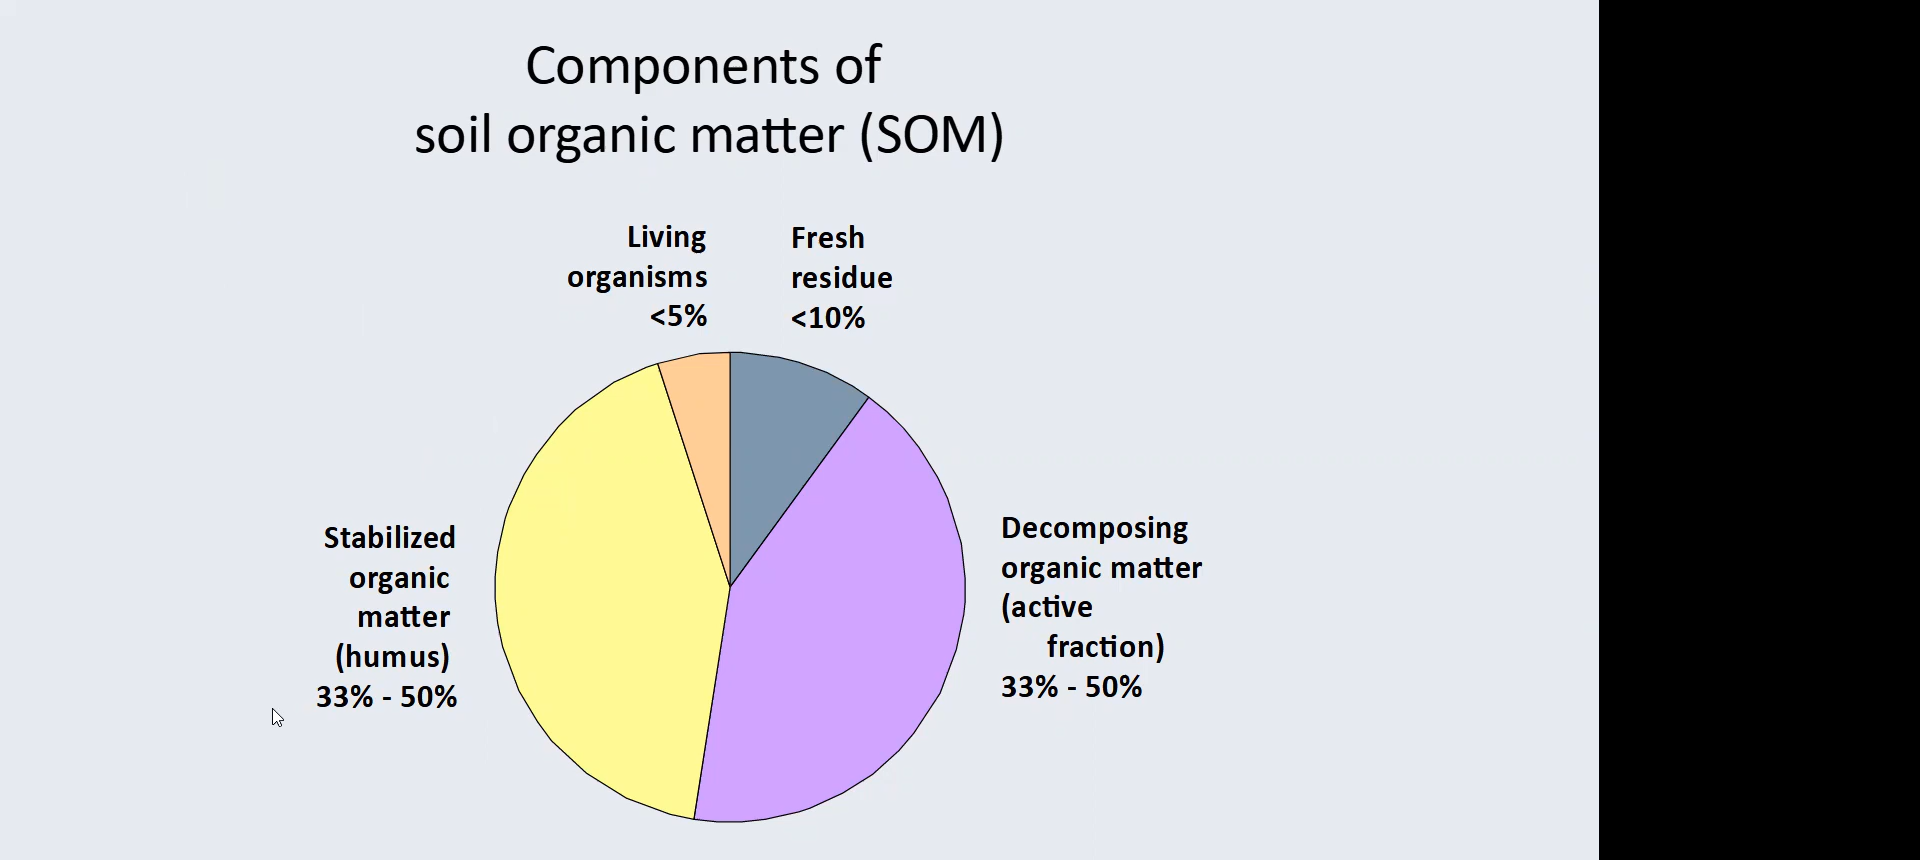 Components of
soil organic matter (SOM)
Living
organisms
<5%
Fresh
residue
<10%
Stabilized
organic
matter
(humus)
33% - 50%
Decomposing
organic matter
(active
fraction)
33% - 50%